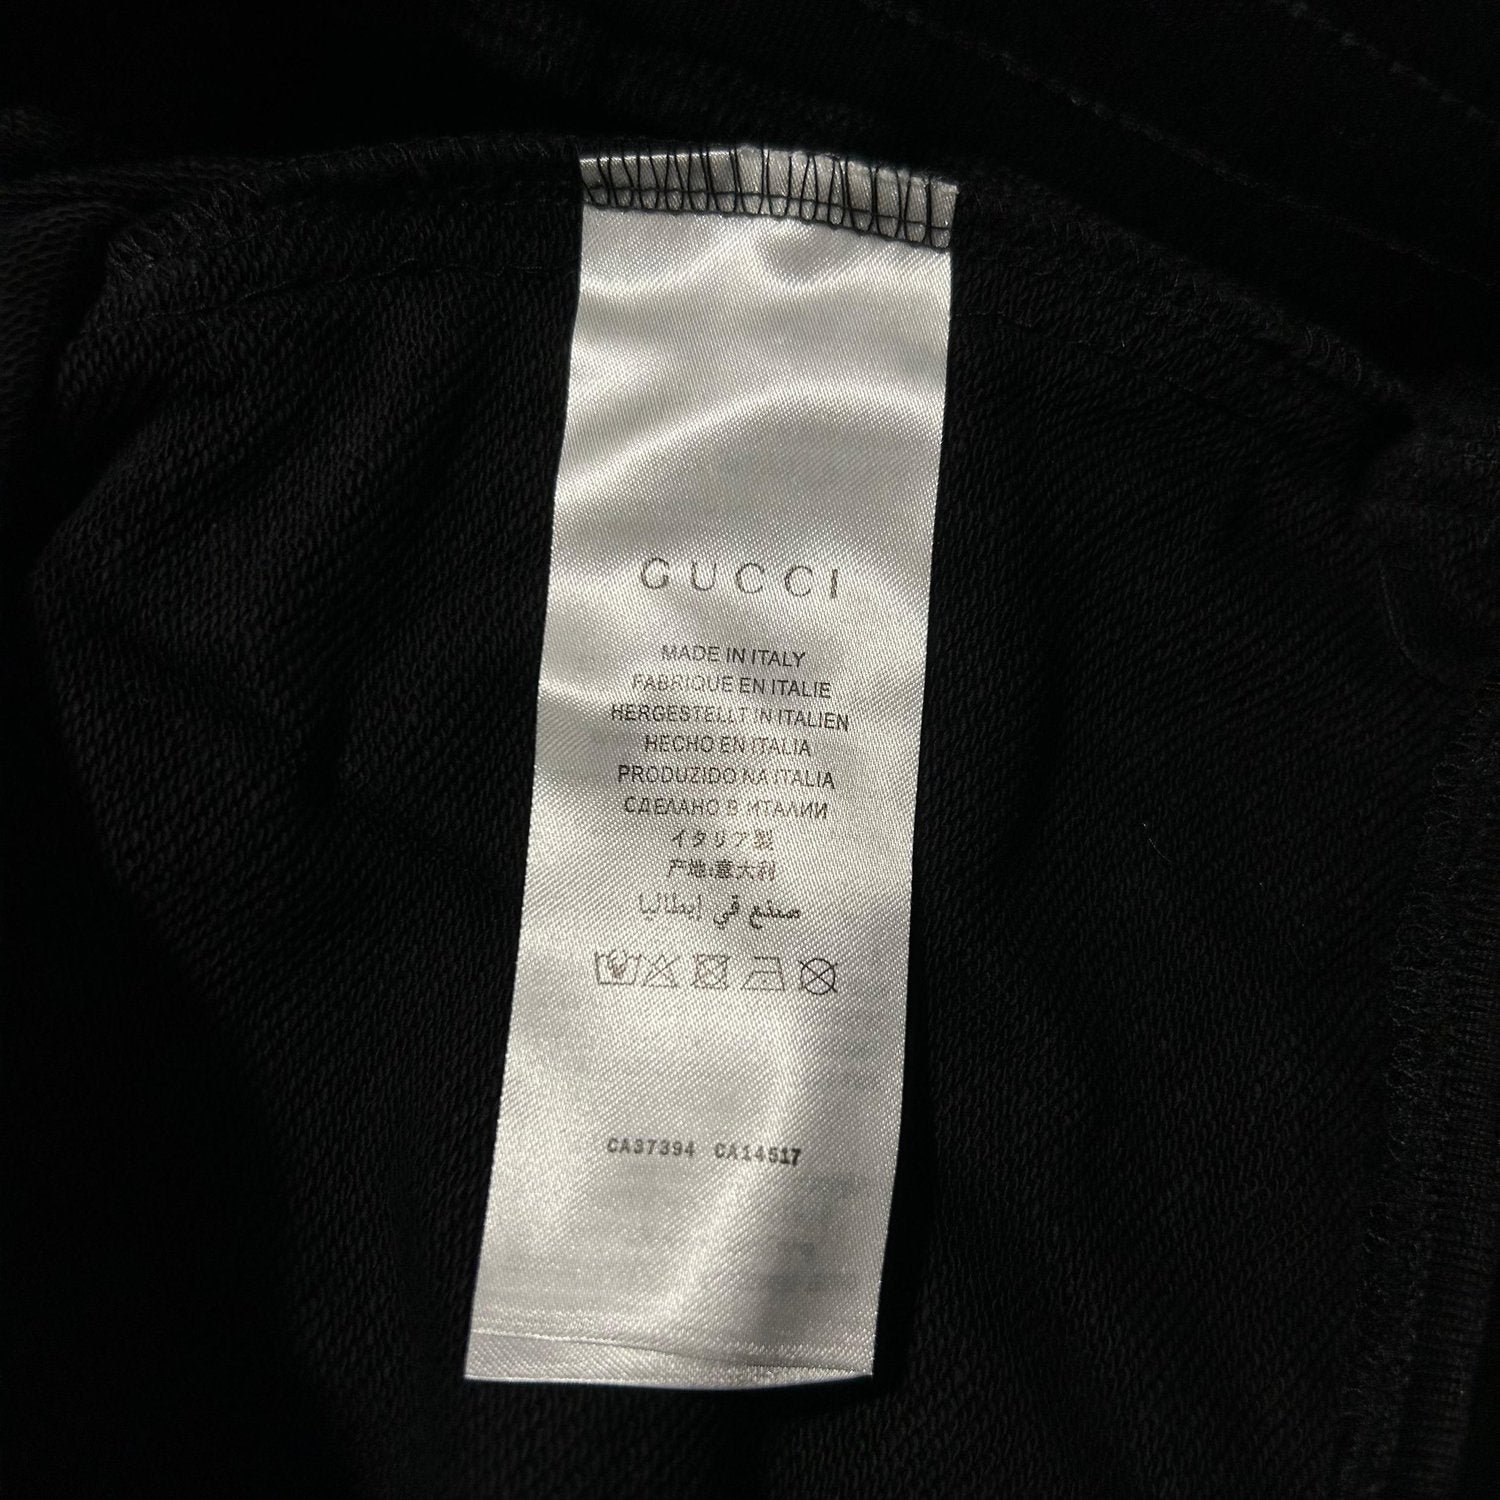 GUCCI
MADE IN ITALY
FABRIQUE EN ITALIE
HERGESTELLT IN ITALIEN
HECHO EN ITALIA
PRODUZIDO NA ITALIA
СДЕЛАНО В ИТАЛИИ
イタリア製
产地:意大利
صنع في إيطاليا
CA37394 CA14517